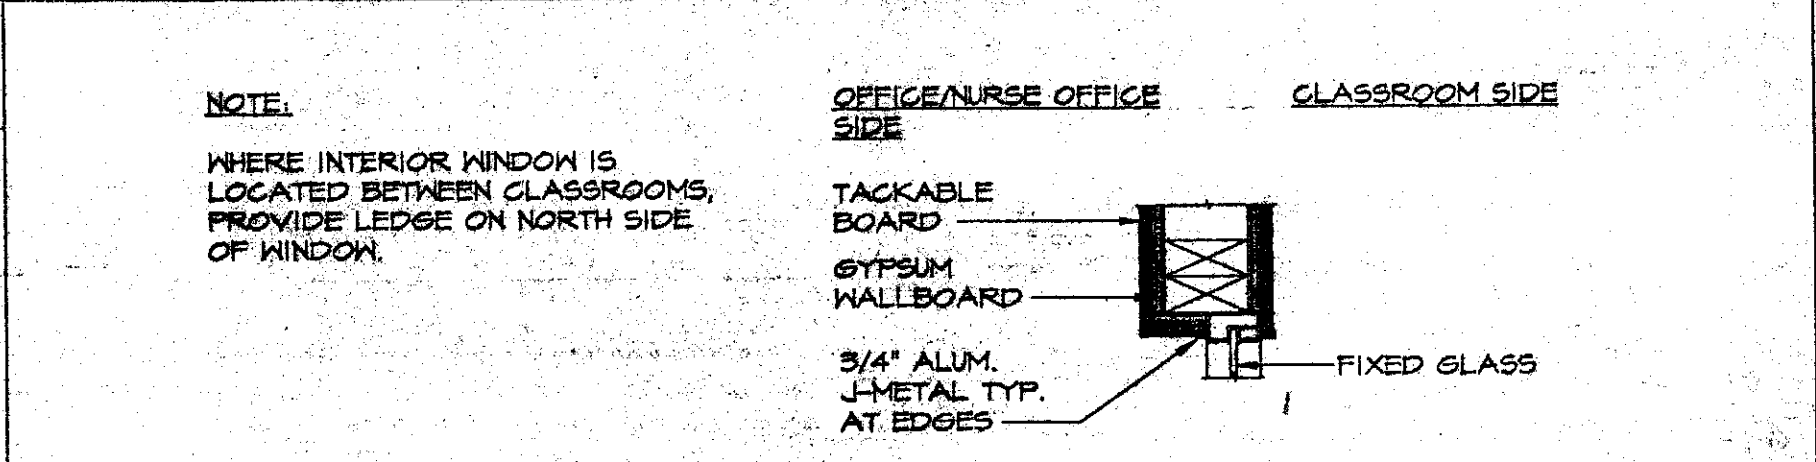 NOTE:
WHERE INTERIOR WINDOW IS
LOCATED BETWEEN CLASSROOMS,
PROVIDE LEDGE ON NORTH SIDE
OF WINDOW.
OFFICE/NURSE OFFICE
SIDE
CLASSROOM SIDE
TACKABLE
BOARD
GYPSUM
WALLBOARD
3/4" ALUM.
J-METAL TYP.
AT EDGES
FIXED GLASS